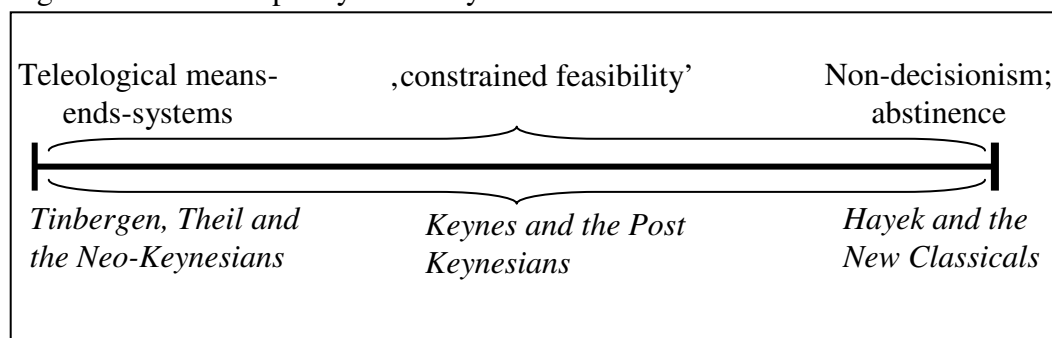 Teleological means-
ends-systems
‚constrained feasibility’
Non-decisionism;
abstinence
Tinbergen, Theil and
the Neo-Keynesians
Keynes and the Post
Keynesians
Hayek and the
New Classicals